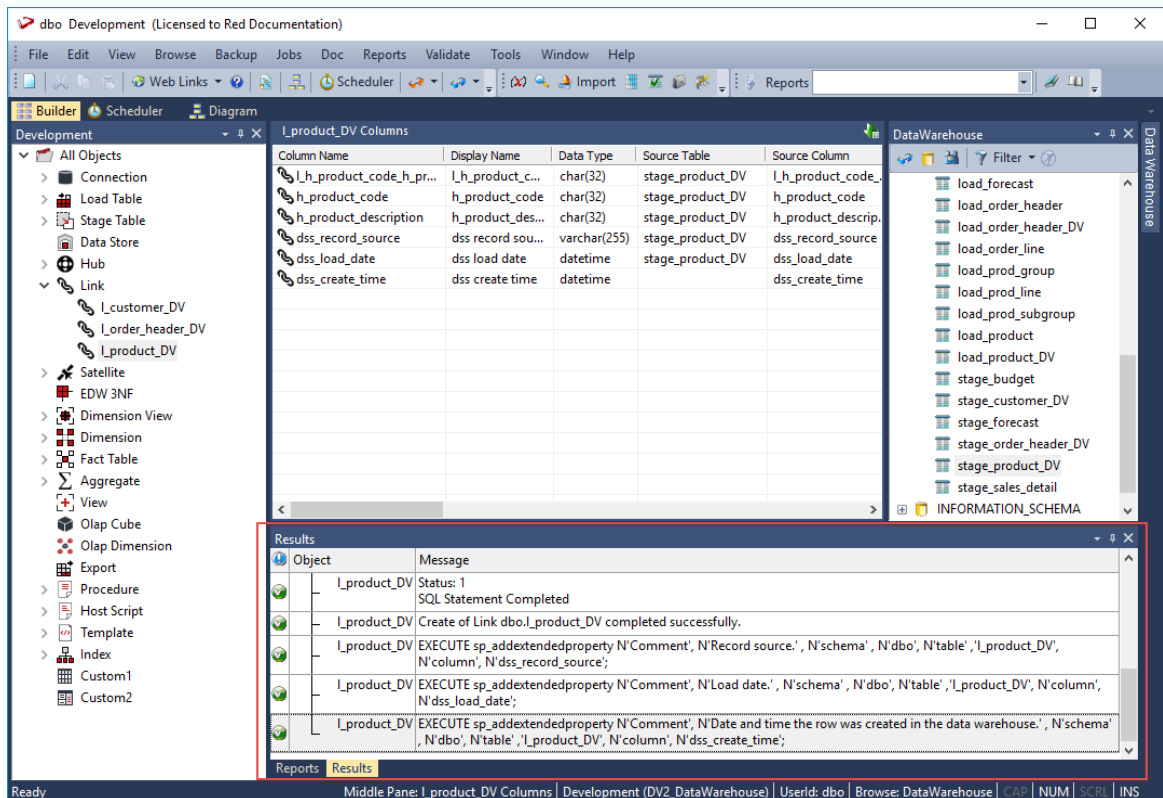 dbo Development (Licensed to Red Documentation)
File Edit View Browse Backup Jobs Doc Reports Validate Tools Window Help
Web Links Scheduler (x) Import Reports
Builder Scheduler Diagram
Development
All Objects
Connection
Load Table
Stage Table
Data Store
Hub
Link
l_customer_DV
l_order_header_DV
l_product_DV
Satellite
EDW 3NF
Dimension View
Dimension
Fact Table
Aggregate
View
Olap Cube
Olap Dimension
Export
Procedure
Host Script
Template
Index
Custom1
Custom2
l_product_DV Columns
Column Name Display Name Data Type Source Table Source Column
l_h_product_code_h_pr... l_h_product_c... char(32) stage_product_DV l_h_product_code_.
h_product_code h_product_code char(32) stage_product_DV h_product_code
h_product_description h_product_des... char(32) stage_product_DV h_product_descrip.
dss_record_source dss record sou... varchar(255) stage_product_DV dss_record_source
dss_load_date dss load date datetime stage_product_DV dss_load_date
dss_create_time dss create time datetime dss_create_time
DataWarehouse
Filter
load_forecast
load_order_header
load_order_header_DV
load_order_line
load_prod_group
load_prod_line
load_prod_subgroup
load_product
load_product_DV
stage_budget
stage_customer_DV
stage_forecast
stage_order_header_DV
stage_product_DV
stage_sales_detail
INFORMATION_SCHEMA
Data Warehouse
Results
Object Message
l_product_DV Status: 1
SQL Statement Completed
l_product_DV Create of Link dbo.l_product_DV completed successfully.
l_product_DV EXECUTE sp_addextendedproperty N'Comment', N'Record source.' , N'schema' , N'dbo', N'table' ,'l_product_DV',
N'column', N'dss_record_source';
l_product_DV EXECUTE sp_addextendedproperty N'Comment', N'Load date.' , N'schema' , N'dbo', N'table' ,'l_product_DV', N'column',
N'dss_load_date';
l_product_DV EXECUTE sp_addextendedproperty N'Comment', N'Date and time the row was created in the data warehouse.' , N'schema'
, N'dbo', N'table' ,'l_product_DV', N'column', N'dss_create_time';
Reports Results
Ready Middle Pane: l_product_DV Columns Development (DV2_DataWarehouse) UserId: dbo Browse: DataWarehouse CAP NUM SCRL INS